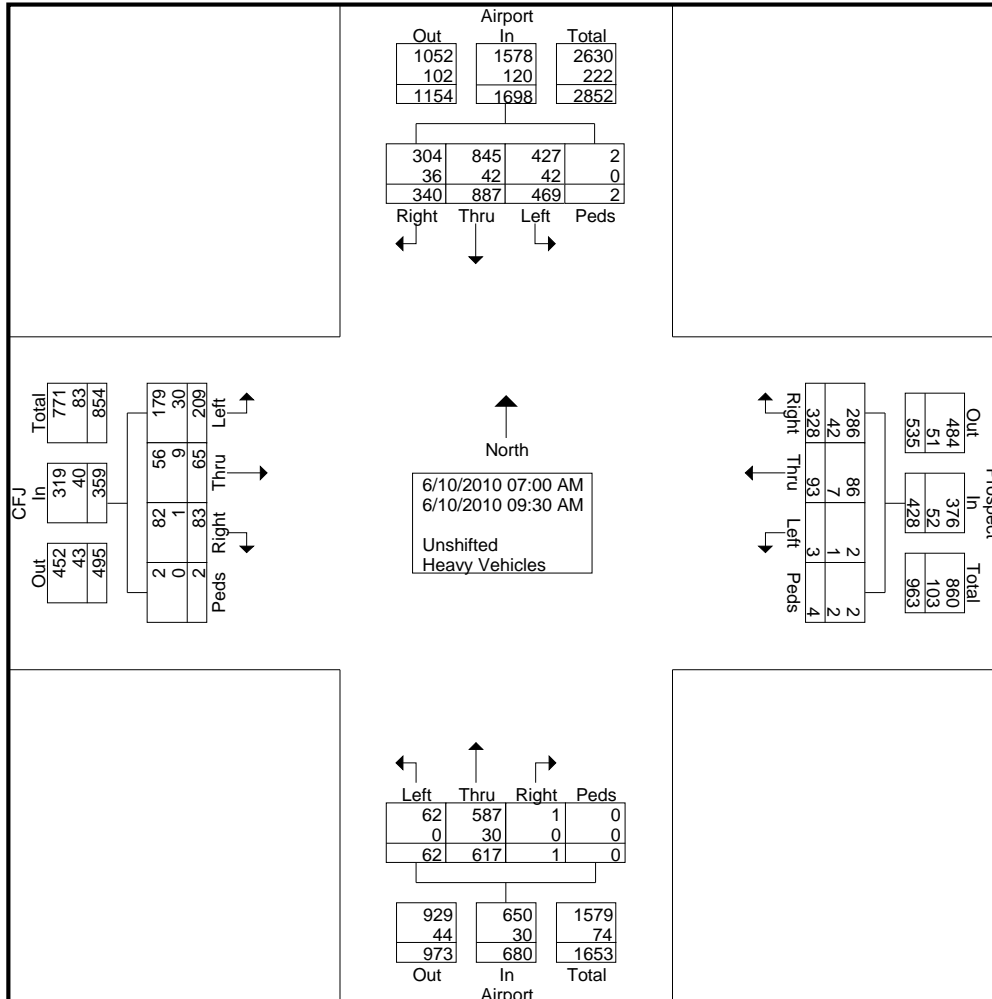 Airport
Out In Total
1052 1578 2630
102 120 222
1154 1698 2852
304 845 427 2
36 42 42 0
340 887 469 2
Right Thru Left Peds
CFJ
Total In Out
771 319 452
83 40 43
854 359 495
179 56 82 2
30 9 1 0
209 65 83 2
Left Thru Right Peds
North
6/10/2010 07:00 AM
6/10/2010 09:30 AM
Unshifted
Heavy Vehicles
Right Thru Left Peds
328 93 3 4
42 7 1 2
286 86 2 2
Prospect
Out In Total
484 376 860
51 52 103
535 428 963
Left Thru Right Peds
62 587 1 0
0 30 0 0
62 617 1 0
929 650 1579
44 30 74
973 680 1653
Out In Total
Airport